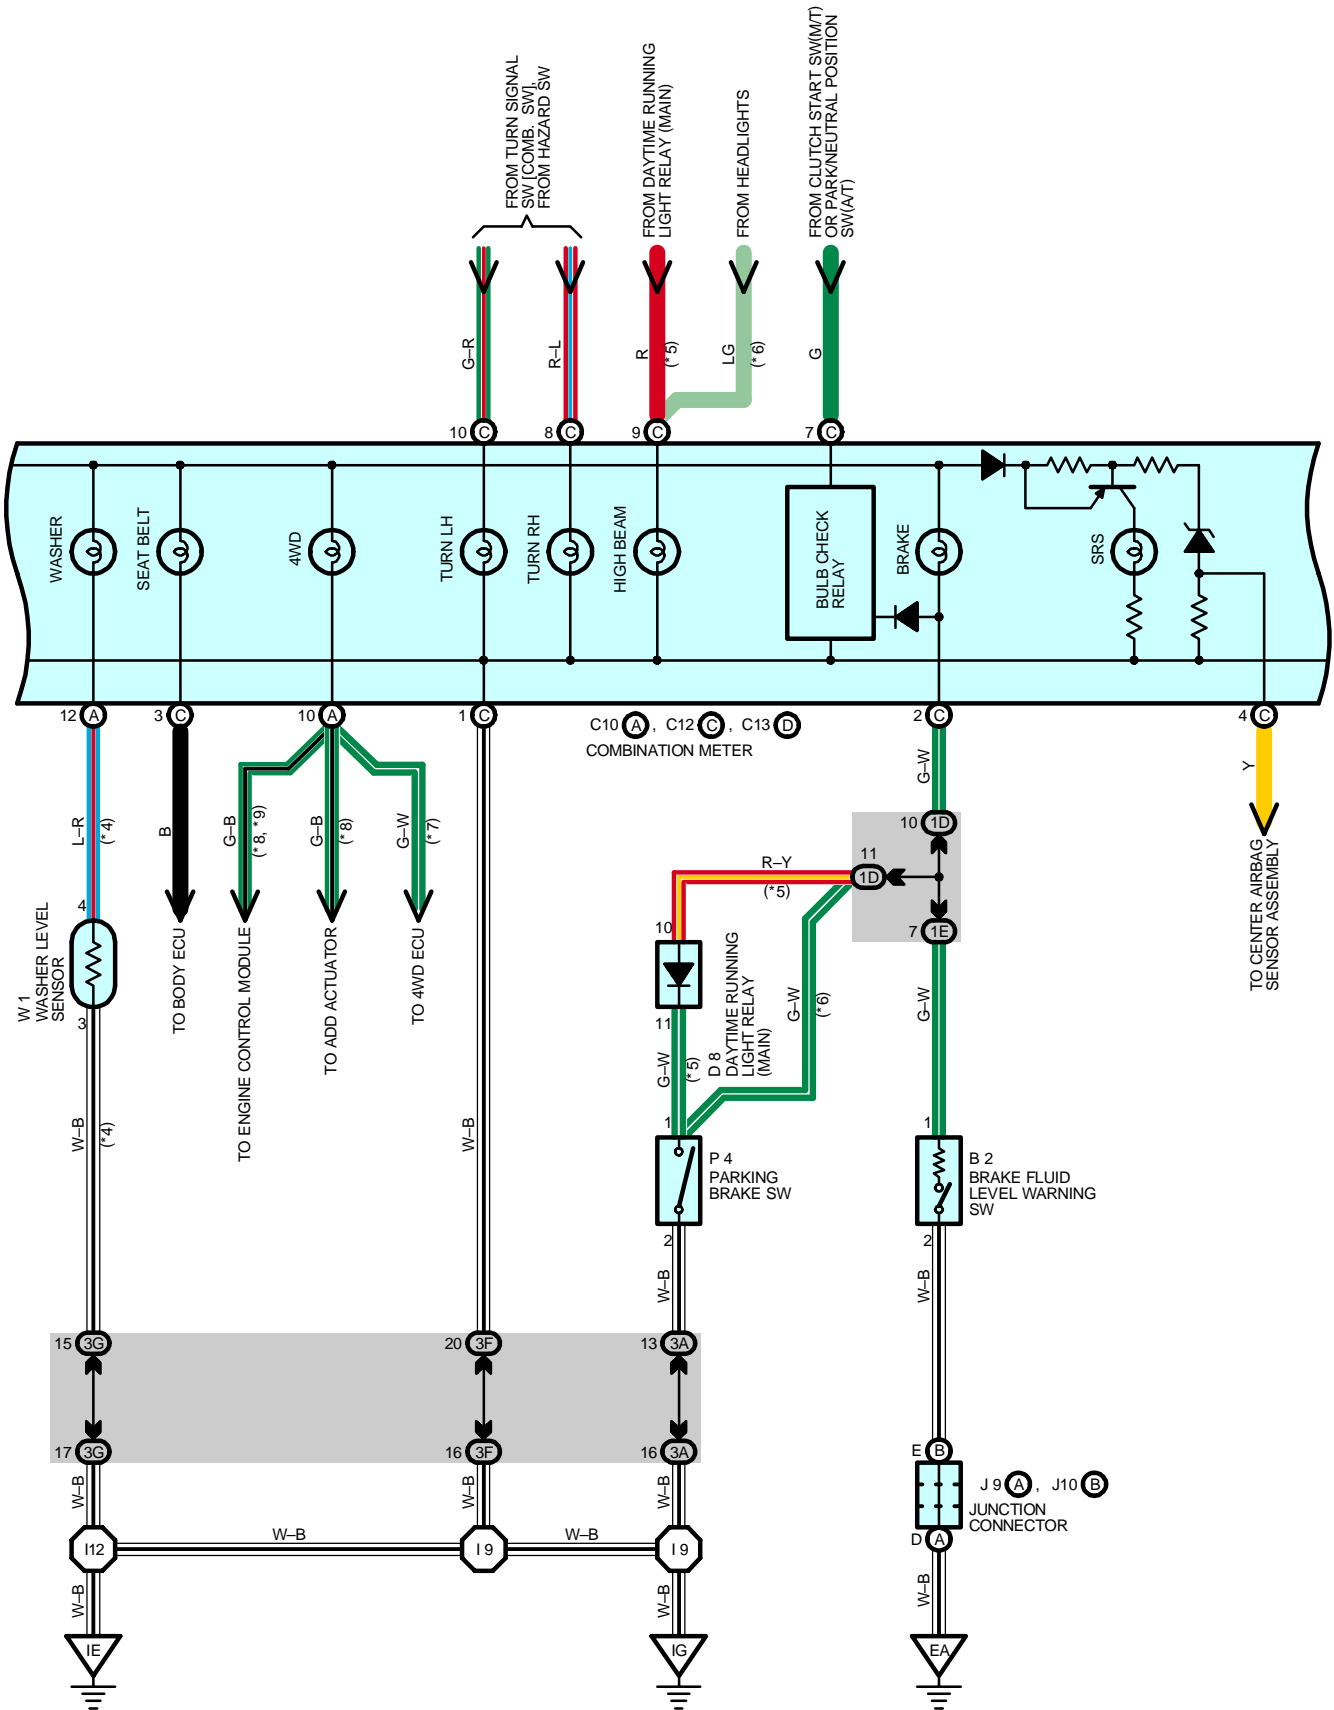 FROM TURN SIGNAL
SW [COMB. SW],
FROM HAZARD SW
FROM DAYTIME RUNNING
LIGHT RELAY (MAIN)
FROM HEADLIGHTS
FROM CLUTCH START SW(M/T)
OR PARK/NEUTRAL POSITION
SW(A/T)
G–R
R–L
R
(* 5)
LG
(* 6)
G
10 C
8 C
9 C
7 C
WASHER
SEAT BELT
4WD
TURN LH
TURN RH
HIGH BEAM
BULB CHECK
RELAY
BRAKE
SRS
12 A
3 C
10 A
1 C
C10 A , C12 C , C13 D
COMBINATION METER
2 C
4 C
L–R
(* 4)
B
G–B
(* 8, * 9)
G–B
(* 8)
G–W
(* 7)
G–W
Y
10 1D
11
1D
7 1E
R–Y
(*5)
4
W 1
WASHER LEVEL
SENSOR
3
TO BODY ECU
TO ENGINE CONTROL MODULE
TO ADD ACTUATOR
TO 4WD ECU
10
11
D 8
DAYTIME RUNNING
LIGHT RELAY
(MAIN)
G–W
(*6)
G–W
TO CENTER AIRBAG
SENSOR ASSEMBLY
G–W
(* 5)
W–B
(*4)
W–B
1
P 4
PARKING
BRAKE SW
2
1
B 2
BRAKE FLUID
LEVEL WARNING
SW
2
W–B
W–B
15 3G
20 3F
13 3A
17 3G
16 3F
16 3A
E B
J 9 A , J10 B
JUNCTION
CONNECTOR
D A
W–B
W–B
W–B
I12
W–B
I 9
W–B
I 9
W–B
W–B
W–B
IE
IG
EA